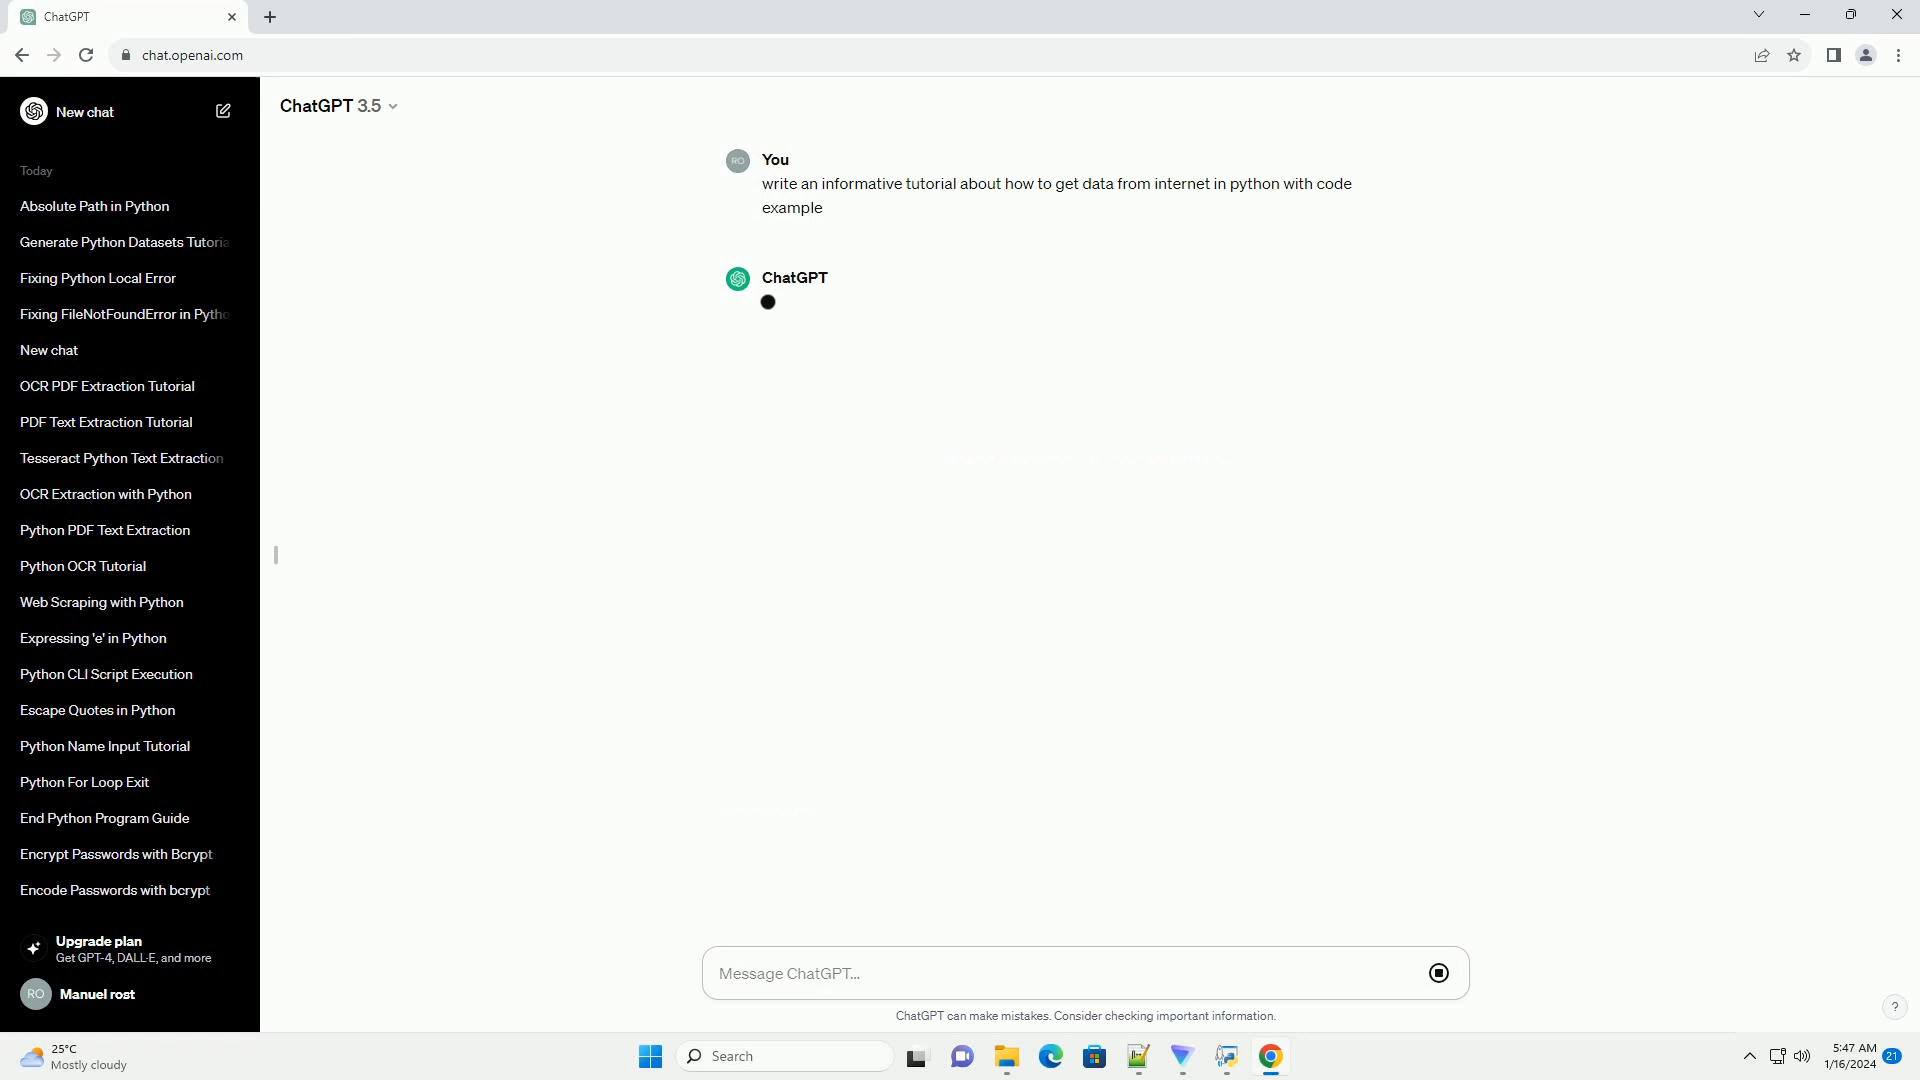 ChatGPT
chat.openai.com
New chat
Today
Absolute Path in Python
Generate Python Datasets Tutoria
Fixing Python Local Error
Fixing FileNotFoundError in Pytho
New chat
OCR PDF Extraction Tutorial
PDF Text Extraction Tutorial
Tesseract Python Text Extraction
OCR Extraction with Python
Python PDF Text Extraction
Python OCR Tutorial
Web Scraping with Python
Expressing 'e' in Python
Python CLI Script Execution
Escape Quotes in Python
Python Name Input Tutorial
Python For Loop Exit
End Python Program Guide
Encrypt Passwords with Bcrypt
Encode Passwords with bcrypt
Upgrade plan
Get GPT-4, DALL·E, and more
RO Manuel rost
ChatGPT 3.5
RO You
write an informative tutorial about how to get data from internet in python with code
example
ChatGPT
Message ChatGPT...
ChatGPT can make mistakes. Consider checking important information.
?
25°C
Mostly cloudy
Search
5:47 AM
1/16/2024
21